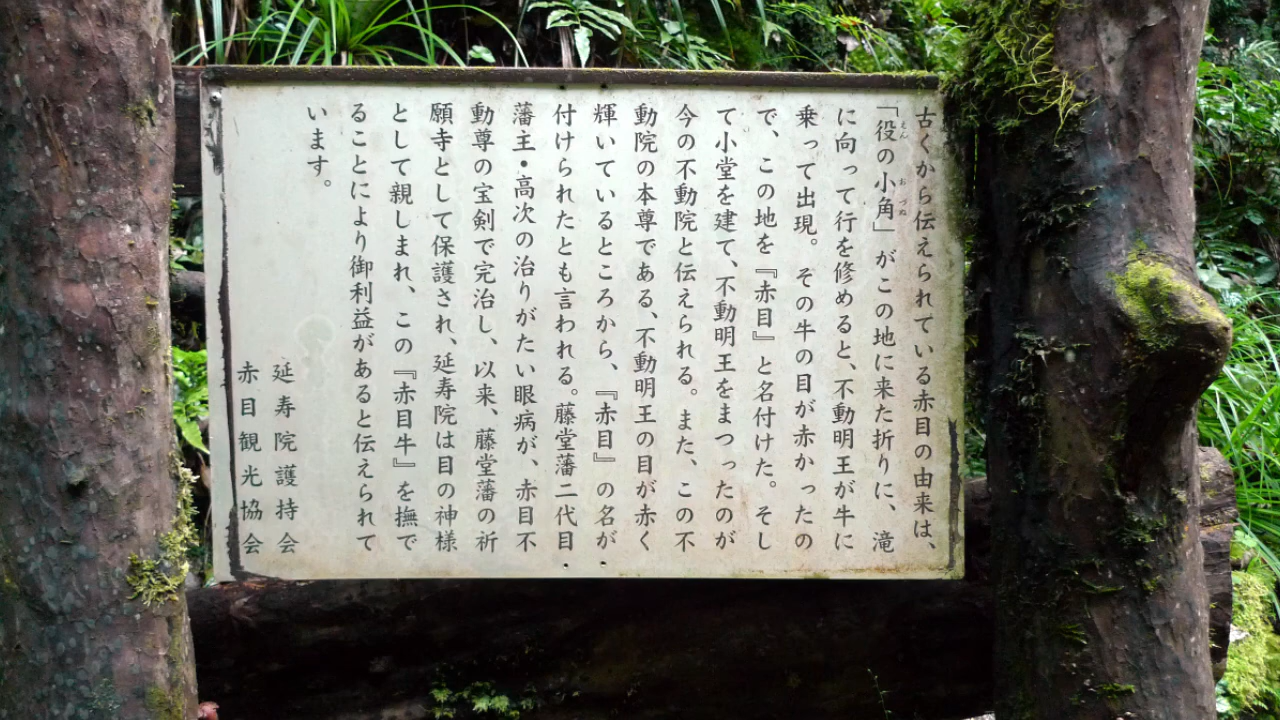 古くから伝えられている赤目の由来は、
「役の小角」がこの地に来た折りに、滝
に向って行を修めると、不動明王が牛に
乗って出現。その牛の目が赤かったの
で、この地を『赤目』と名付けた。そし
て小堂を建て、不動明王をまつったのが
今の不動院と伝えられる。また、この不
動院の本尊である、不動明王の目が赤く
輝いているところから、『赤目』の名が
付けられたとも言われる。藤堂藩二代目
藩主・高次の治りがたい眼病が、赤目不
動尊の宝剣で完治し、以来、藤堂藩の祈
願寺として保護され、延寿院は目の神様
として親しまれ、この『赤目牛』を撫で
ることにより御利益があると伝えられて
います。
延寿院護持会
赤目観光協会